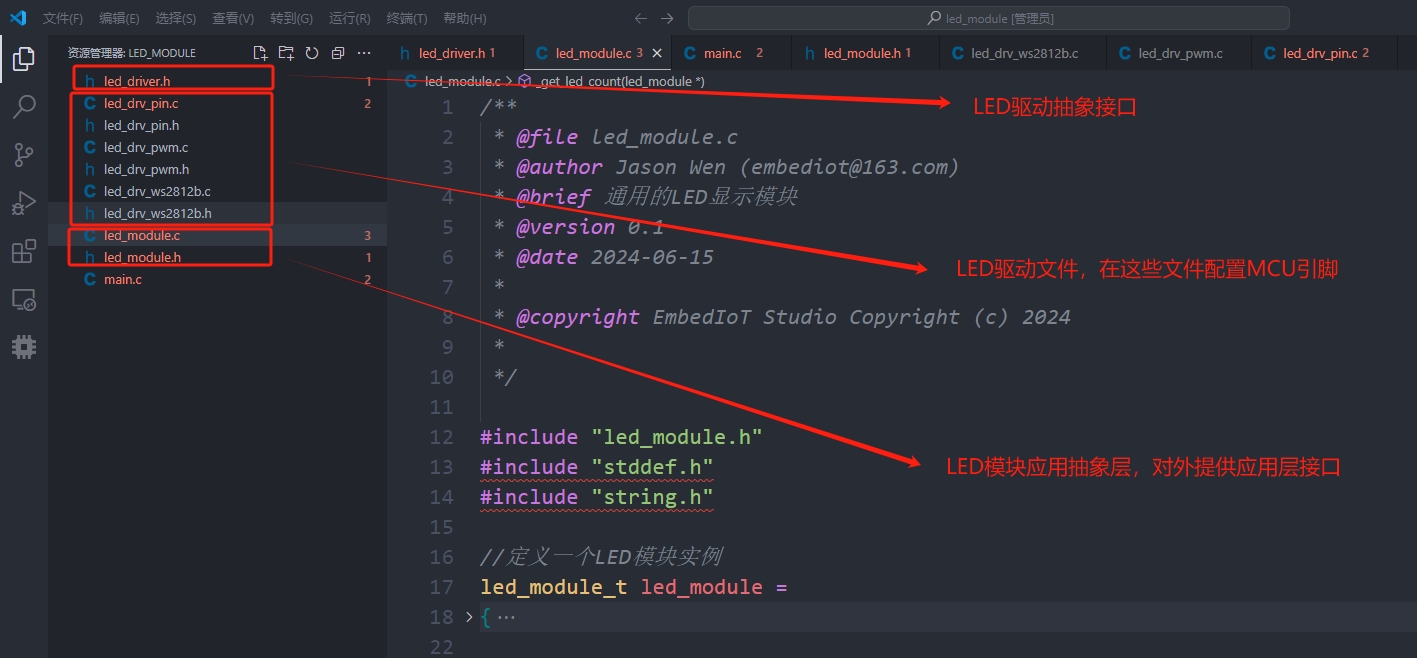 文件(F) 编辑(E) 选择(S) 查看(V) 转到(G) 运行(R) 终端(T) 帮助(H)
led_module [管理员]
资源管理器: LED_MODULE
led_driver.h 1
led_drv_pin.c 2
led_drv_pin.h
led_drv_pwm.c
led_drv_pwm.h
led_drv_ws2812b.c
led_drv_ws2812b.h
led_module.c 3
led_module.h 1
main.c 2
led_driver.h 1 led_module.c 3 main.c 2 led_module.h 1 led_drv_ws2812b.c led_drv_pwm.c led_drv_pin.c 2
led_module.c > _get_led_count(led_module *)
1 /**
2 * @file led_module.c
3 * @author Jason Wen (embediot@163.com)
4 * @brief 通用的LED显示模块
5 * @version 0.1
6 * @date 2024-06-15
7 *
8 * @copyright EmbedIoT Studio Copyright (c) 2024
9 *
10 */
11
12 #include "led_module.h"
13 #include "stddef.h"
14 #include "string.h"
15
16 //定义一个LED模块实例
17 led_module_t led_module =
18 { ···
22
LED驱动抽象接口
LED驱动文件，在这些文件配置MCU引脚
LED模块应用抽象层，对外提供应用层接口